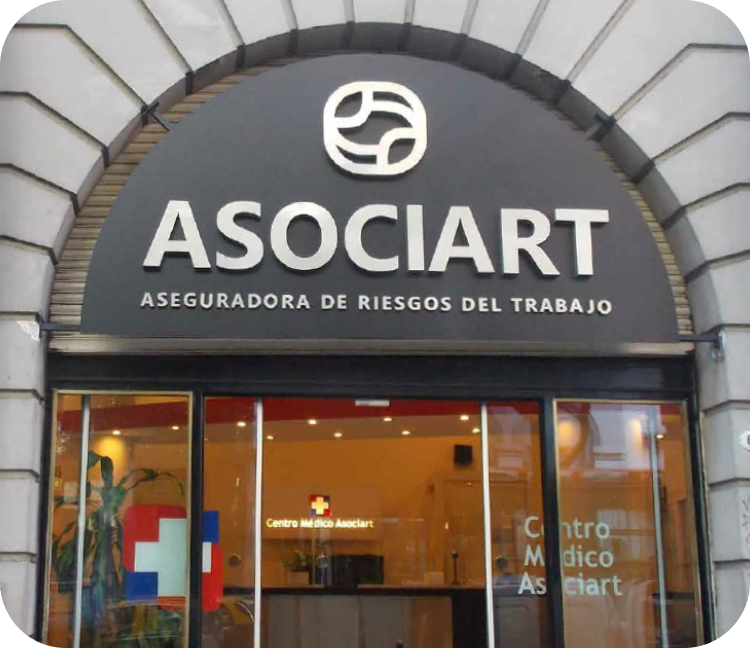 ASOCIART
ASEGURADORA DE RIESGOS DEL TRABAJO
Centro Médico Asociart
Centro
Médico
Asociart